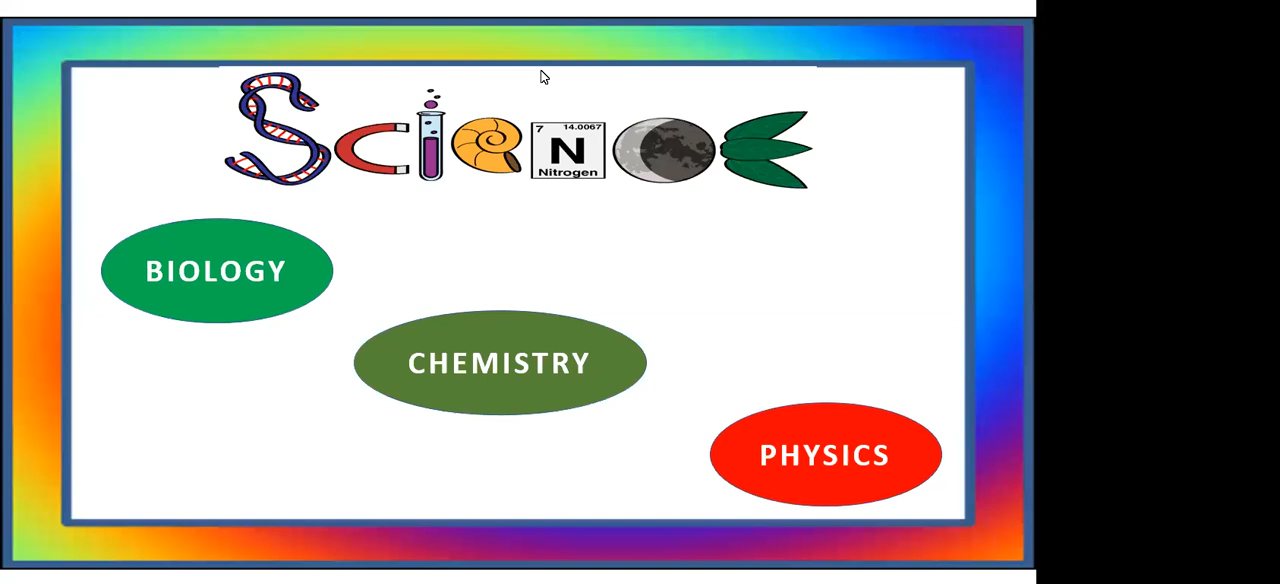 Science
7 14.0067
N
Nitrogen
BIOLOGY
CHEMISTRY
PHYSICS